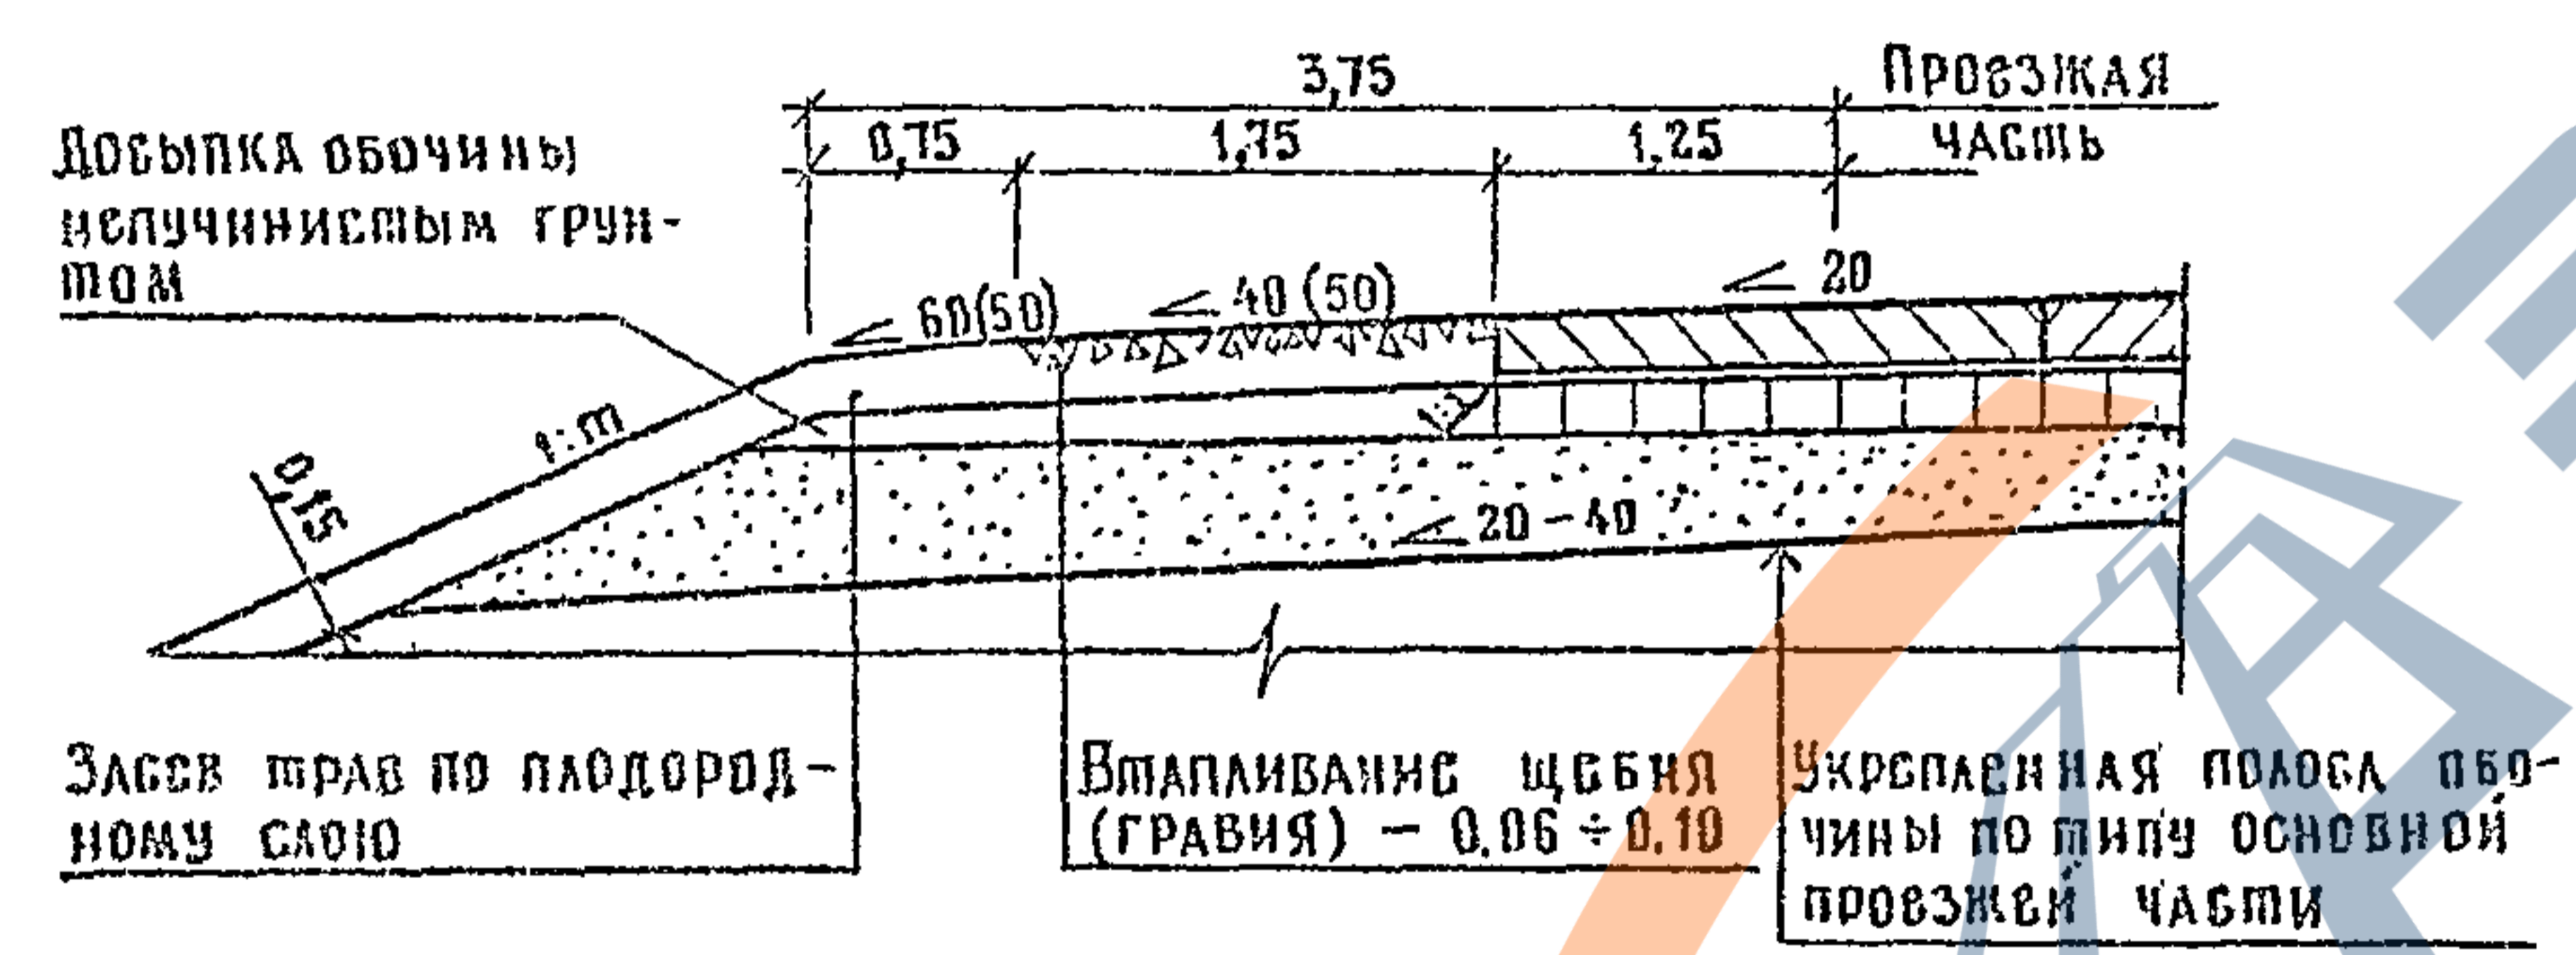 3,75
Проезжая
часть
0,75
1,75
1,25
Досыпка обочины
непучинистым грун-
том
60(50)
40 (50)
20
1:m
1:1
0,15
20 – 40
Засев трав по плодород-
ному слою
Втапливание щебня
(гравия) – 0.06 ÷ 0.10
Укрепленная полоса обо-
чины по типу основной
проезжей части